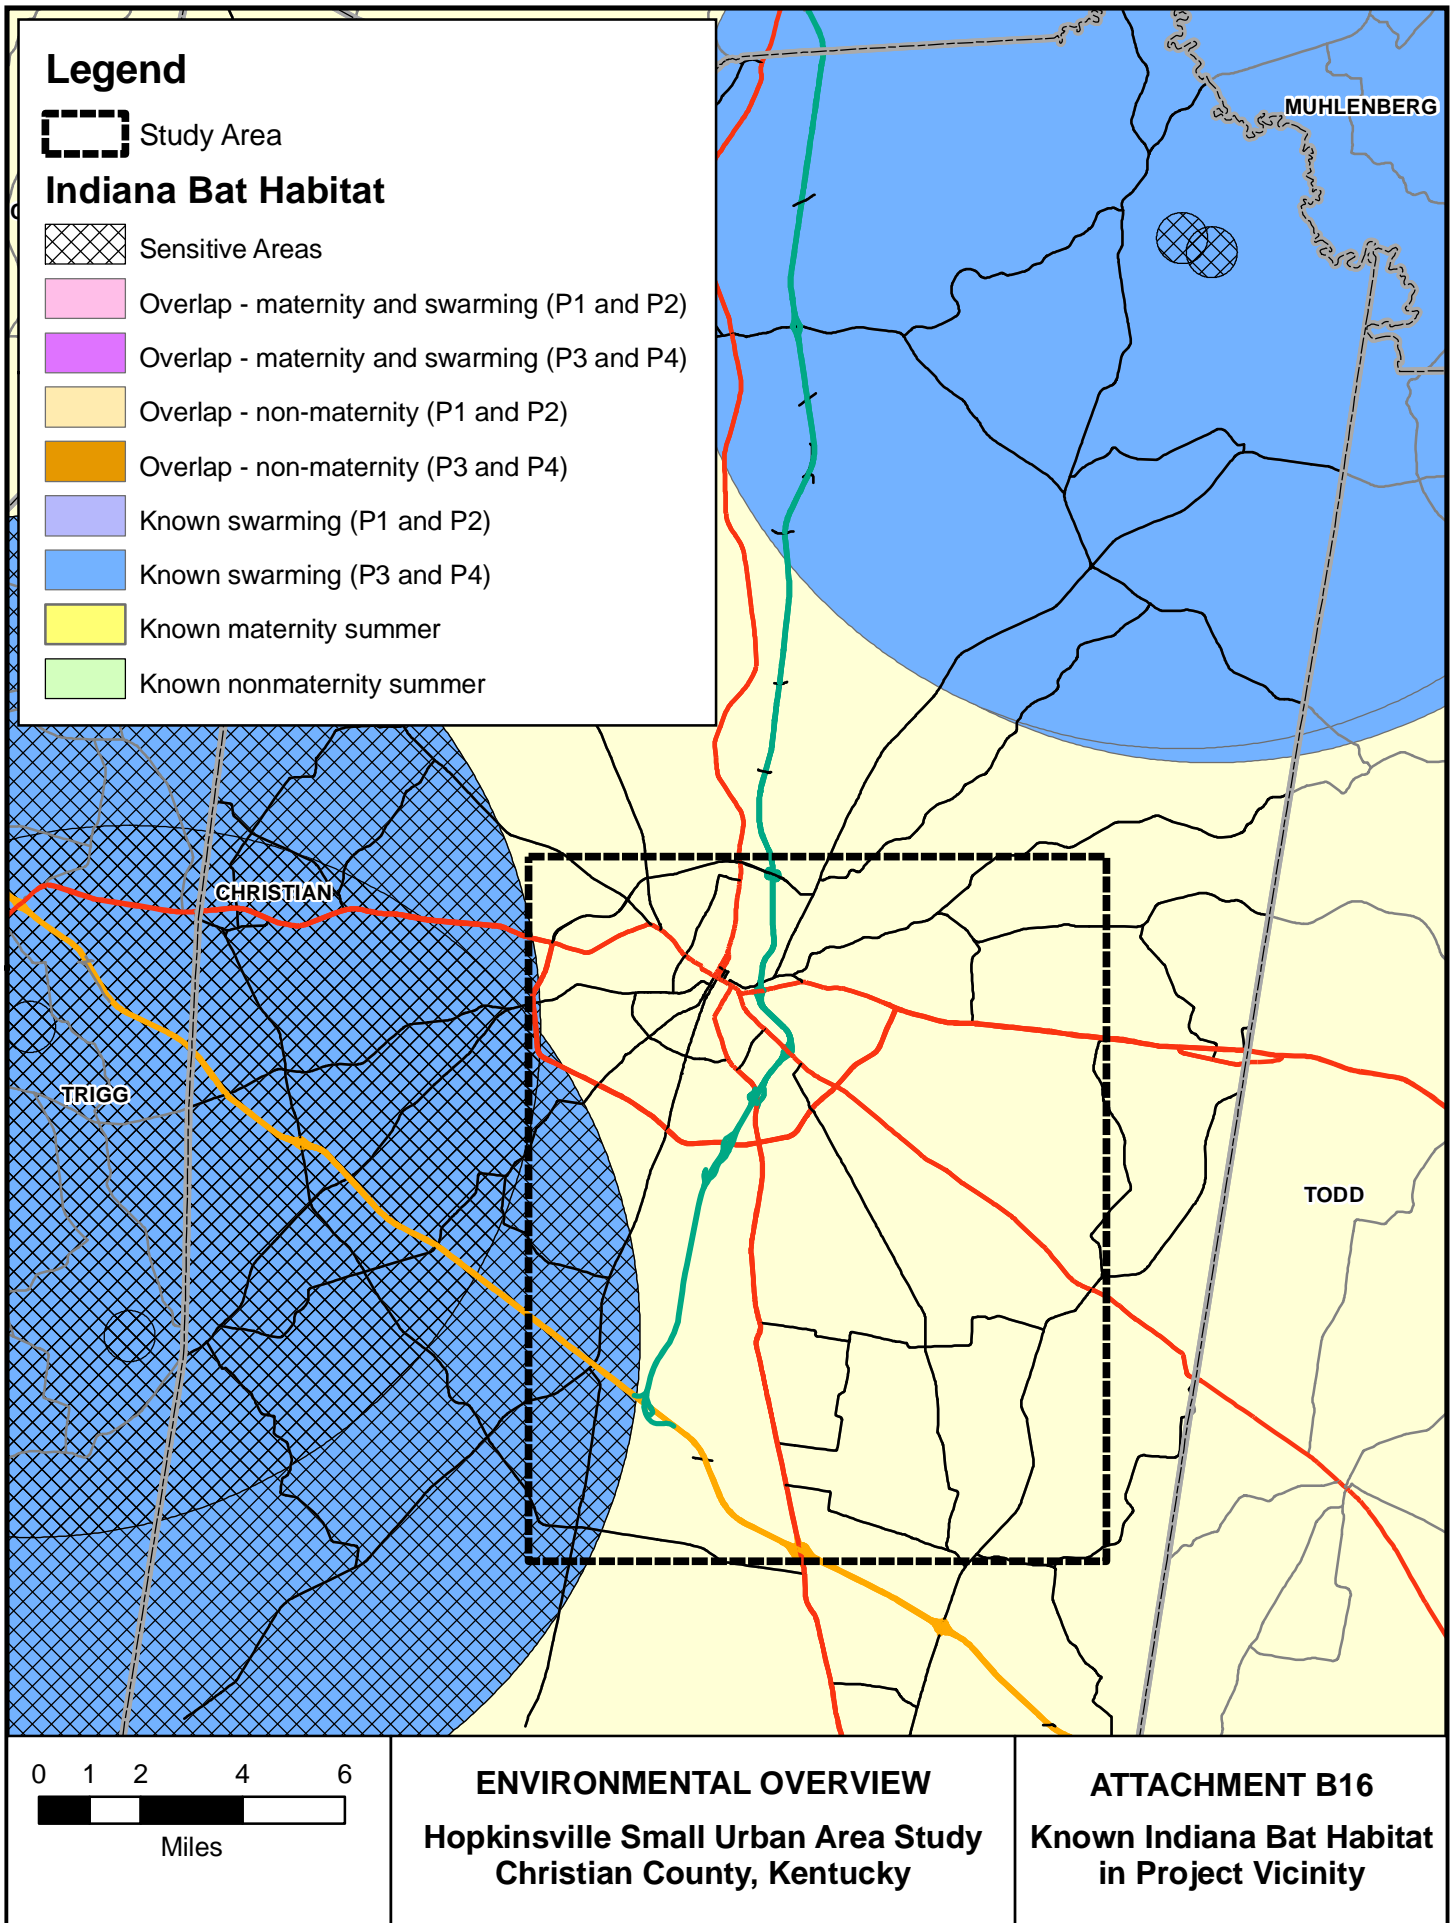 Legend
Study Area
Indiana Bat Habitat
Sensitive Areas
Overlap - maternity and swarming (P1 and P2)
Overlap - maternity and swarming (P3 and P4)
Overlap - non-maternity (P1 and P2)
Overlap - non-maternity (P3 and P4)
Known swarming (P1 and P2)
Known swarming (P3 and P4)
Known maternity summer
Known nonmaternity summer
MUHLENBERG
CHRISTIAN
TRIGG
TODD
0 1 2 4 6
Miles
ENVIRONMENTAL OVERVIEW
Hopkinsville Small Urban Area Study
Christian County, Kentucky
ATTACHMENT B16
Known Indiana Bat Habitat
in Project Vicinity